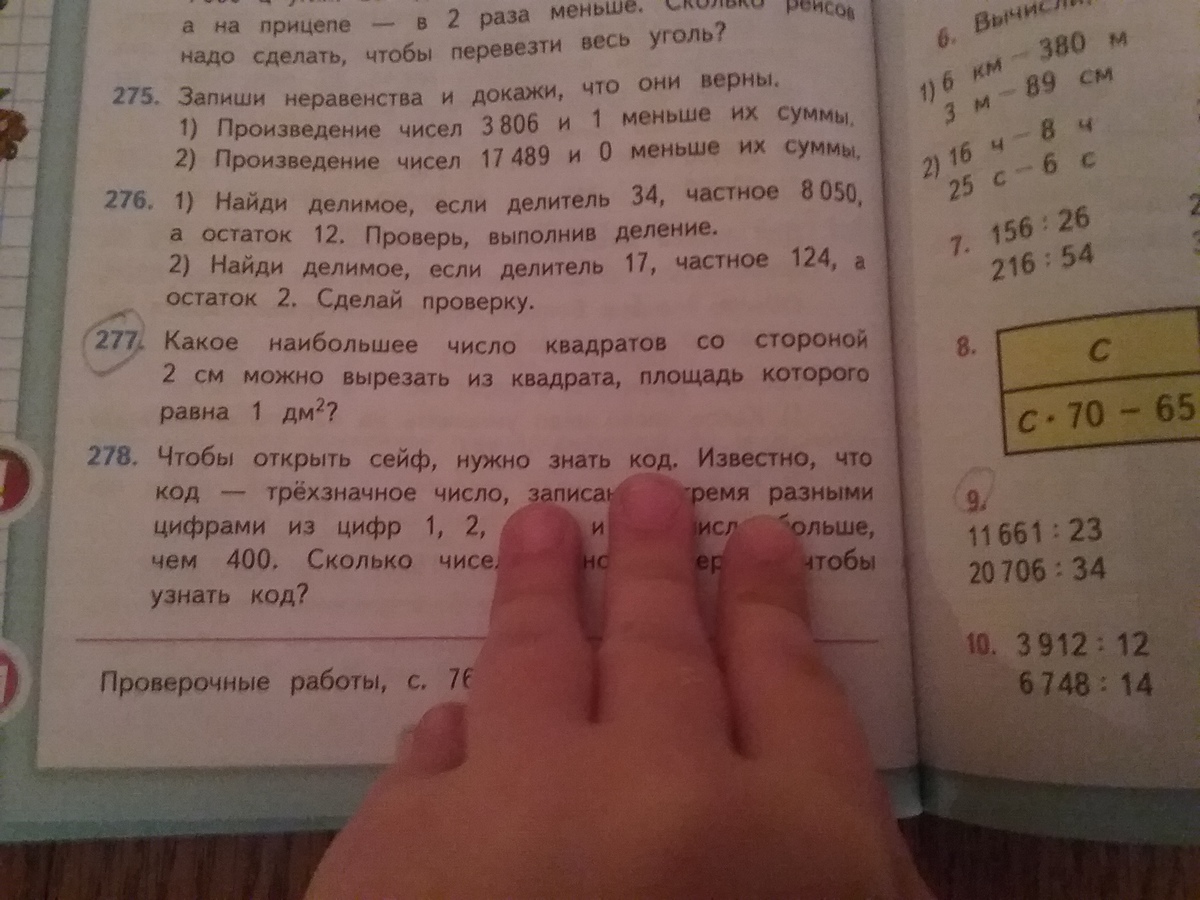 а на прицепе — в 2 раза меньше. Сколько рейсов
надо сделать, чтобы перевезти весь уголь?
275. Запиши неравенства и докажи, что они верны.
1) Произведение чисел 3 806 и 1 меньше их суммы.
2) Произведение чисел 17 489 и 0 меньше их суммы.
276. 1) Найди делимое, если делитель 34, частное 8 050,
а остаток 12. Проверь, выполнив деление.
2) Найди делимое, если делитель 17, частное 124, а
остаток 2. Сделай проверку.
277. Какое наибольшее число квадратов со стороной
2 см можно вырезать из квадрата, площадь которого
равна 1 дм²?
278. Чтобы открыть сейф, нужно знать код. Известно, что
код — трёхзначное число, разными
цифрами из цифр 1, 2, и больше,
чем 400. Сколько чтобы
узнать код?
Проверочные работы, с. 76
6. Вычисли
1) 6 км – 380 м
3 м – 89 см
2) 16 ч – 8 ч
25 с – 6 с
7. 156 : 26
216 : 54
8. c
c · 70 – 65
9.
11 661 : 23
20 706 : 34
10. 3 912 : 12
6 748 : 14